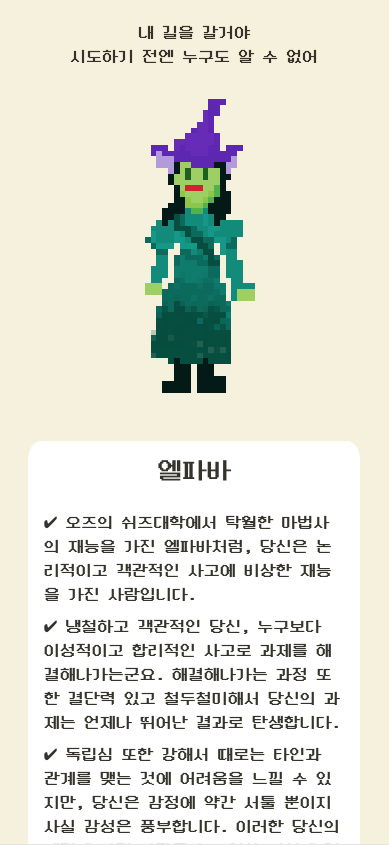 내 길을 갈거야
시도하기 전엔 누구도 알 수 없어
엘파바
✔ 오즈의 쉬즈대학에서 탁월한 마법사
의 재능을 가진 엘파바처럼, 당신은 논
리적이고 객관적인 사고에 비상한 재능
을 가진 사람입니다.
✔ 냉철하고 객관적인 당신, 누구보다
이성적이고 합리적인 사고로 과제를 해
결해나가는군요. 해결해나가는 과정 또
한 결단력 있고 철두철미해서 당신의 과
제는 언제나 뛰어난 결과로 탄생합니다.
✔ 독립심 또한 강해서 때로는 타인과
관계를 맺는 것에 어려움을 느낄 수 있
지만, 당신은 감정에 약간 서툴 뿐이지
사실 감성은 풍부합니다. 이러한 당신의